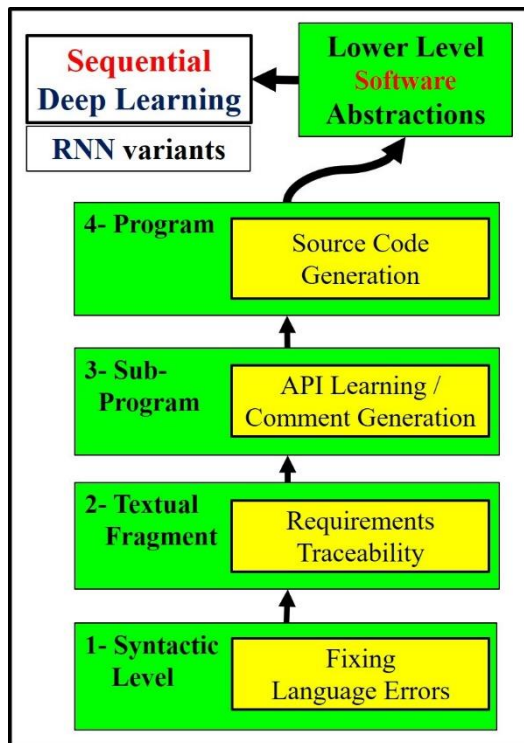 Sequential
Deep Learning
RNN variants
Lower Level
Software
Abstractions
4- Program
Source Code
Generation
3- Sub-
Program
API Learning /
Comment Generation
2- Textual
Fragment
Requirements
Traceability
1- Syntactic
Level
Fixing
Language Errors